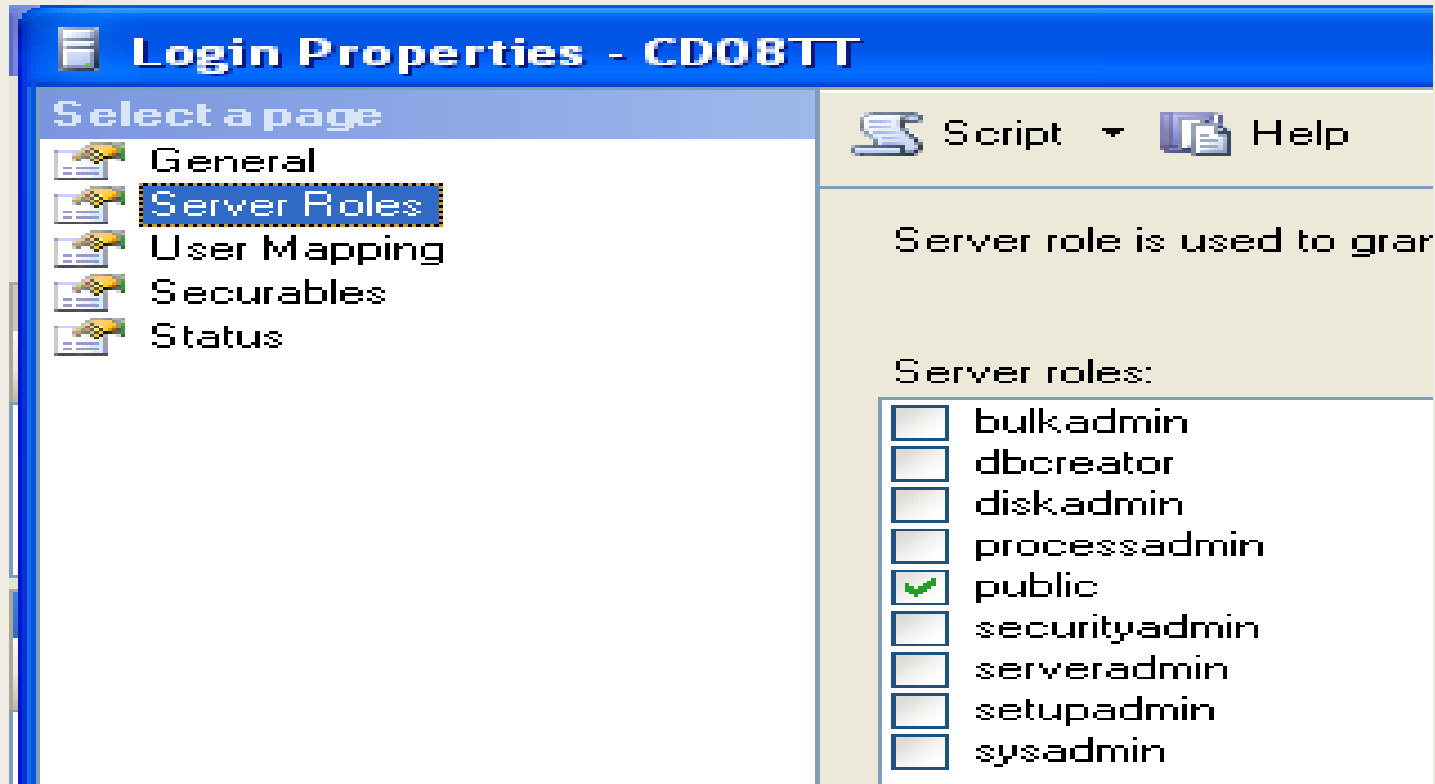 Login Properties - CD08TT
Select a page
General
Server Roles
User Mapping
Securables
Status
Script
Help
Server role is used to
Server roles:
bulkadmin
dbcreator
diskadmin
processadmin
public
securityadmin
serveradmin
setupadmin
sysadmin